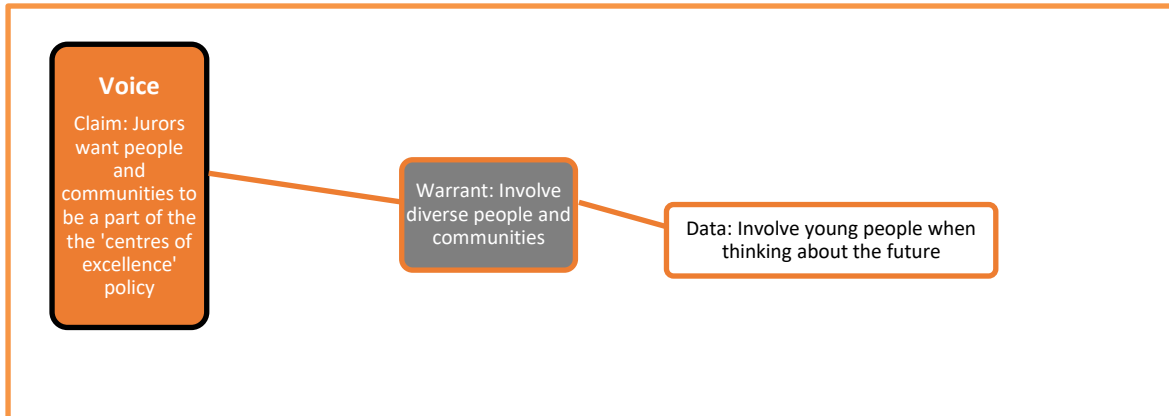 Voice
Claim: Jurors
want people
and
communities to
be a part of the
the 'centres of
excellence'
policy
Warrant: Involve
diverse people and
communities
Data: Involve young people when
thinking about the future